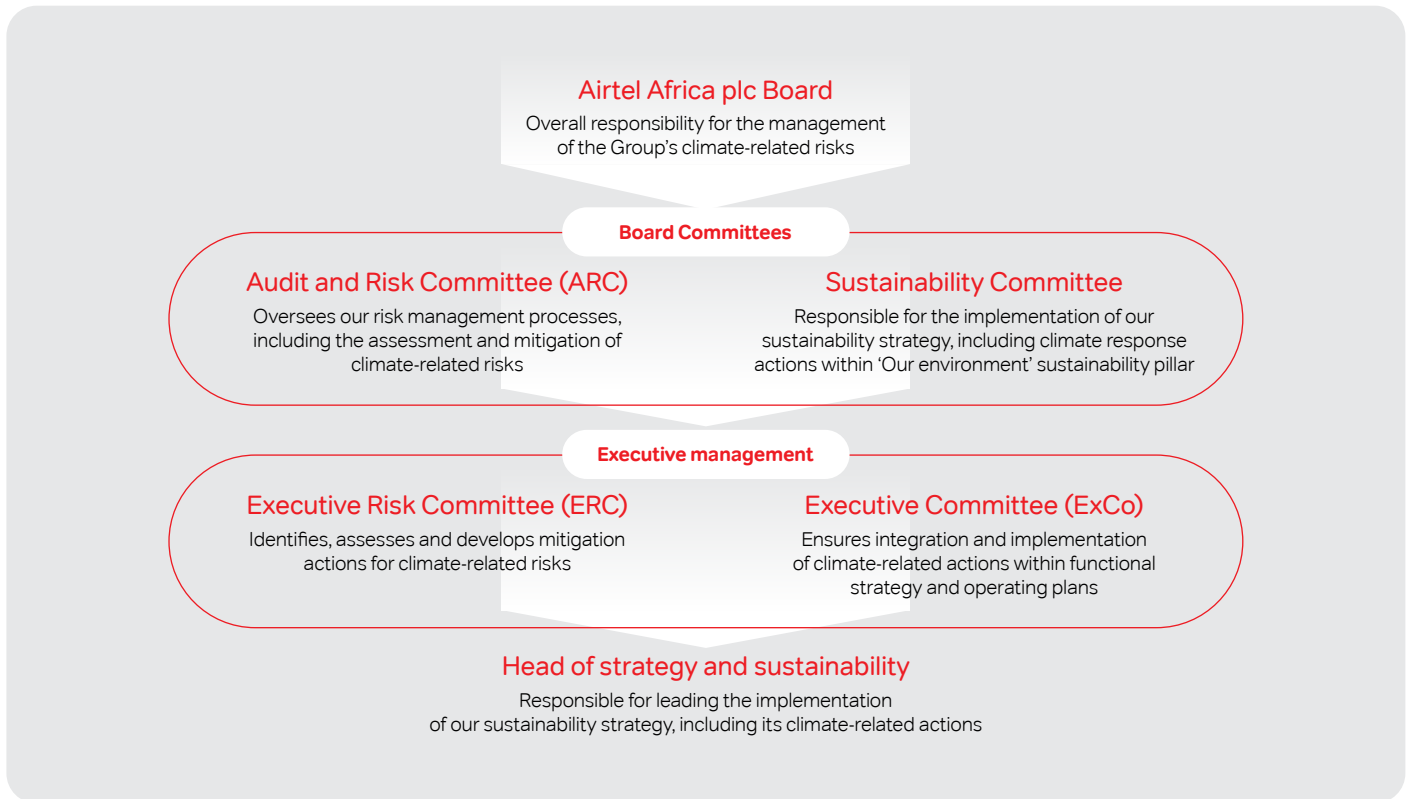 Airtel Africa plc Board
Overall responsibility for the management
of the Group's climate-related risks
Board Committees
Audit and Risk Committee (ARC)
Oversees our risk management processes,
including the assessment and mitigation of
climate-related risks
Sustainability Committee
Responsible for the implementation of our
sustainability strategy, including climate response
actions within ‘Our environment’ sustainability pillar
Executive management
Executive Risk Committee (ERC)
Identifies, assesses and develops mitigation
actions for climate-related risks
Executive Committee (ExCo)
Ensures integration and implementation
of climate-related actions within functional
strategy and operating plans
Head of strategy and sustainability
Responsible for leading the implementation
of our sustainability strategy, including its climate-related actions